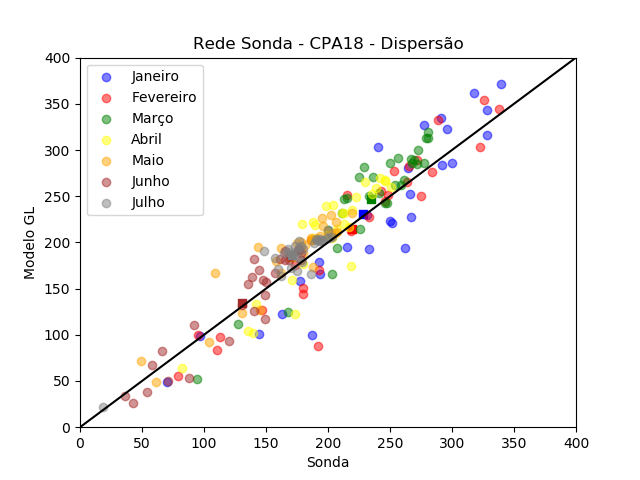 Rede Sonda - CPA18 - Dispersão
Janeiro
Fevereiro
Março
Abril
Maio
Junho
Julho
Modelo GL
400
350
300
250
200
150
100
50
0
0 50 100 150 200 250 300 350 400
Sonda